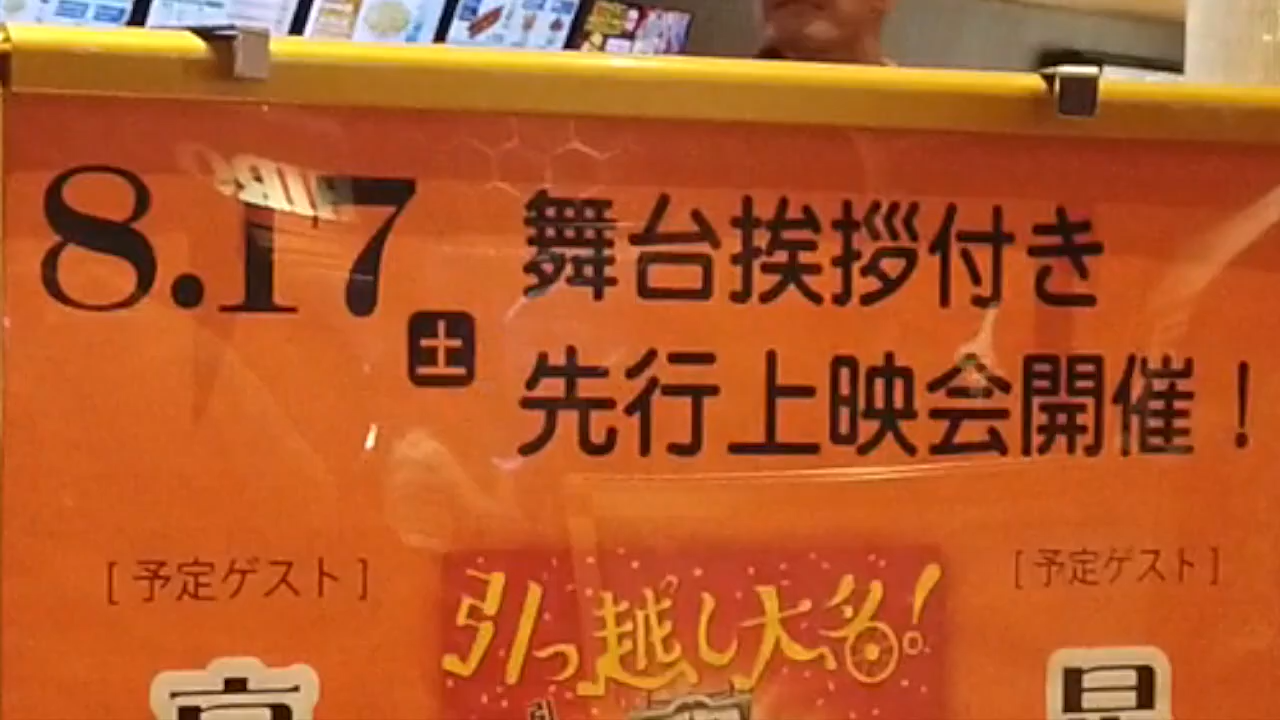 8.17
土
舞台挨拶付き
先行上映会開催！
[予定ゲスト]
引っ越し大名!
[予定ゲスト]